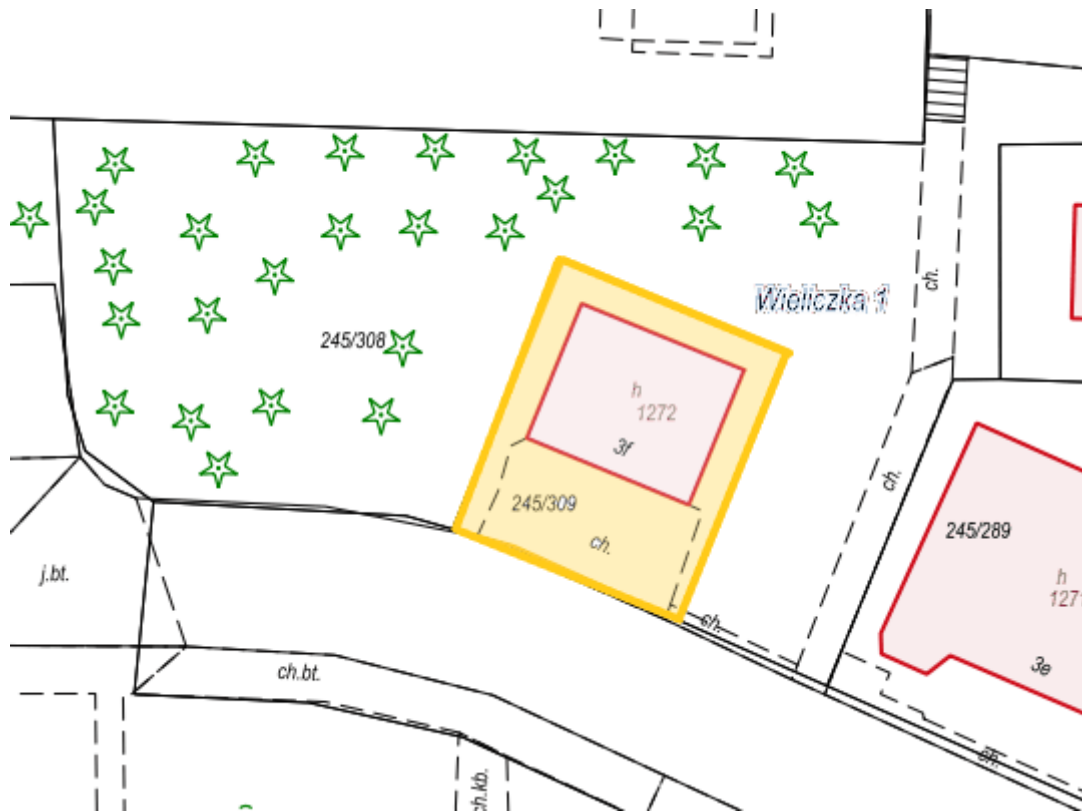 ch.
Wieliczka 1
245/308
h
1272
3f
ch.
245/309
ch.
245/289
j.bt.
h
1271
3e
ch.
ch.bt.
ch.
ch.kb.